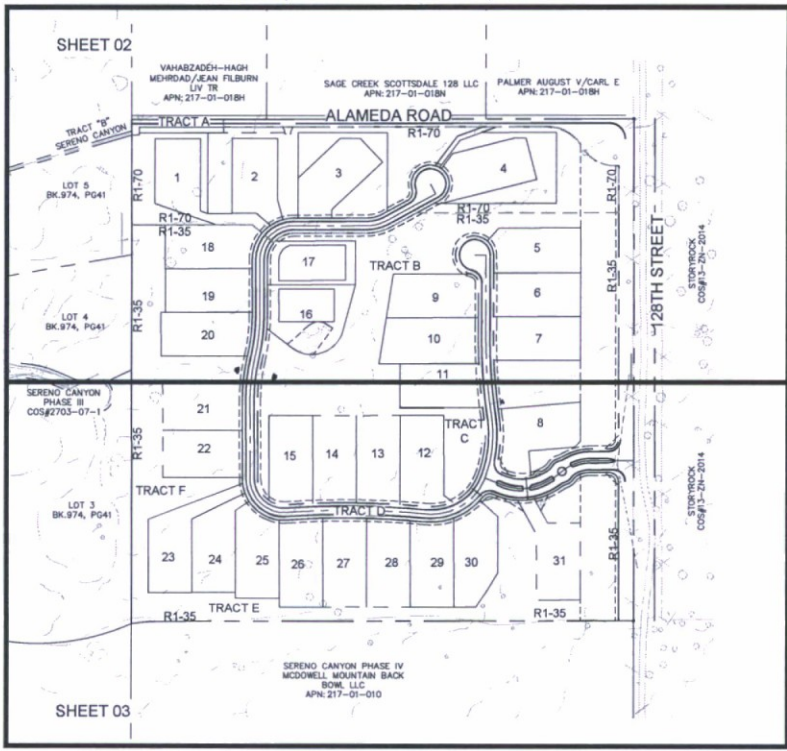 SHEET 02
VAHABZADEH-HAGH
MEHRDAD/JEAN FILBURN
LIV TR
APN: 217-01-018H
SAGE CREEK SCOTTSDALE 128 LLC
APN: 217-01-018N
PALMER AUGUST V/CARL E
APN: 217-01-018H
TRACT "B"
SERENO CANYON
TRACT A
ALAMEDA ROAD
R1-70
LOT 5
BK.974, PG41
R1-70
1
2
3
4
R1-70
R1-70
R1-35
R1-70
R1-35
18
17
TRACT B
5
128TH STREET
STORYROCK
COS#13-ZN-2014
19
16
9
6
R1-35
LOT 4
BK.974, PG41
R1-35
20
10
7
11
SERENO CANYON
PHASE III
COS#2703-07-1
21
8
R1-35
22
15
14
13
12
TRACT
C
LOT 3
BK.974, PG41
TRACT F
TRACT D
STORYROCK
COS#13-ZN-2014
23
24
25
26
27
28
29
30
31
R1-35
TRACT E
R1-35
R1-35
SERENO CANYON PHASE IV
MCDOWELL MOUNTAIN BACK
BOWL LLC
APN: 217-01-010
SHEET 03